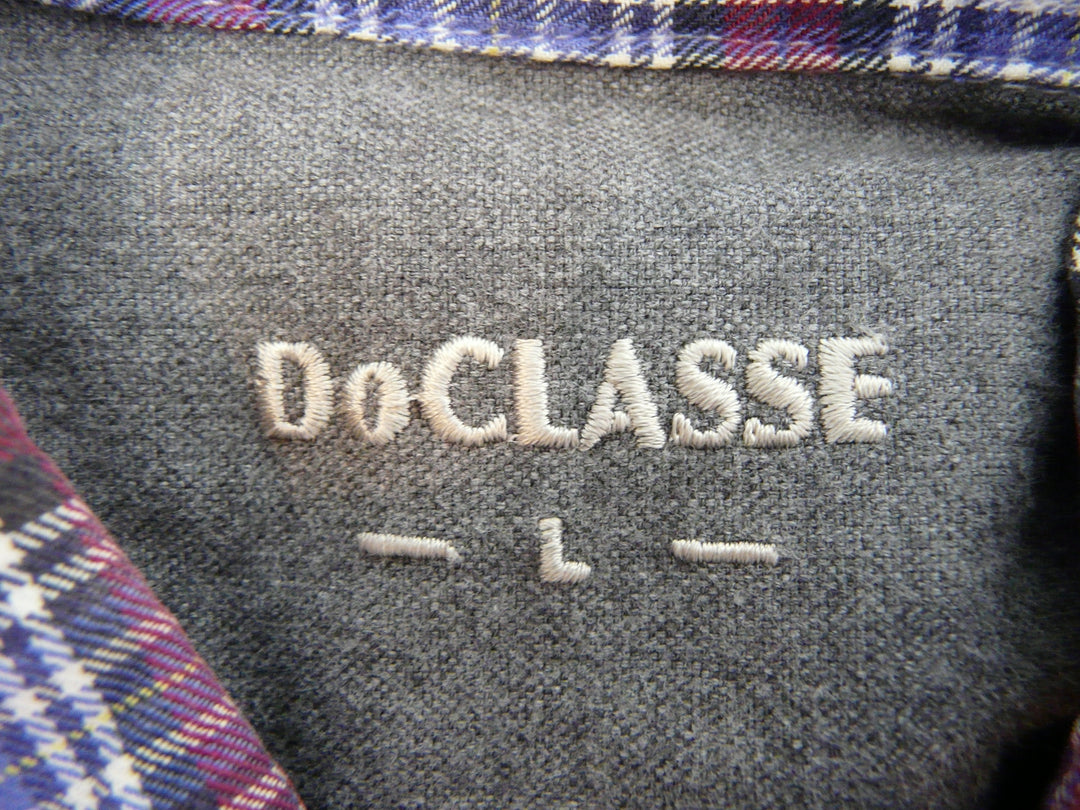 DoCLASSE
— L —